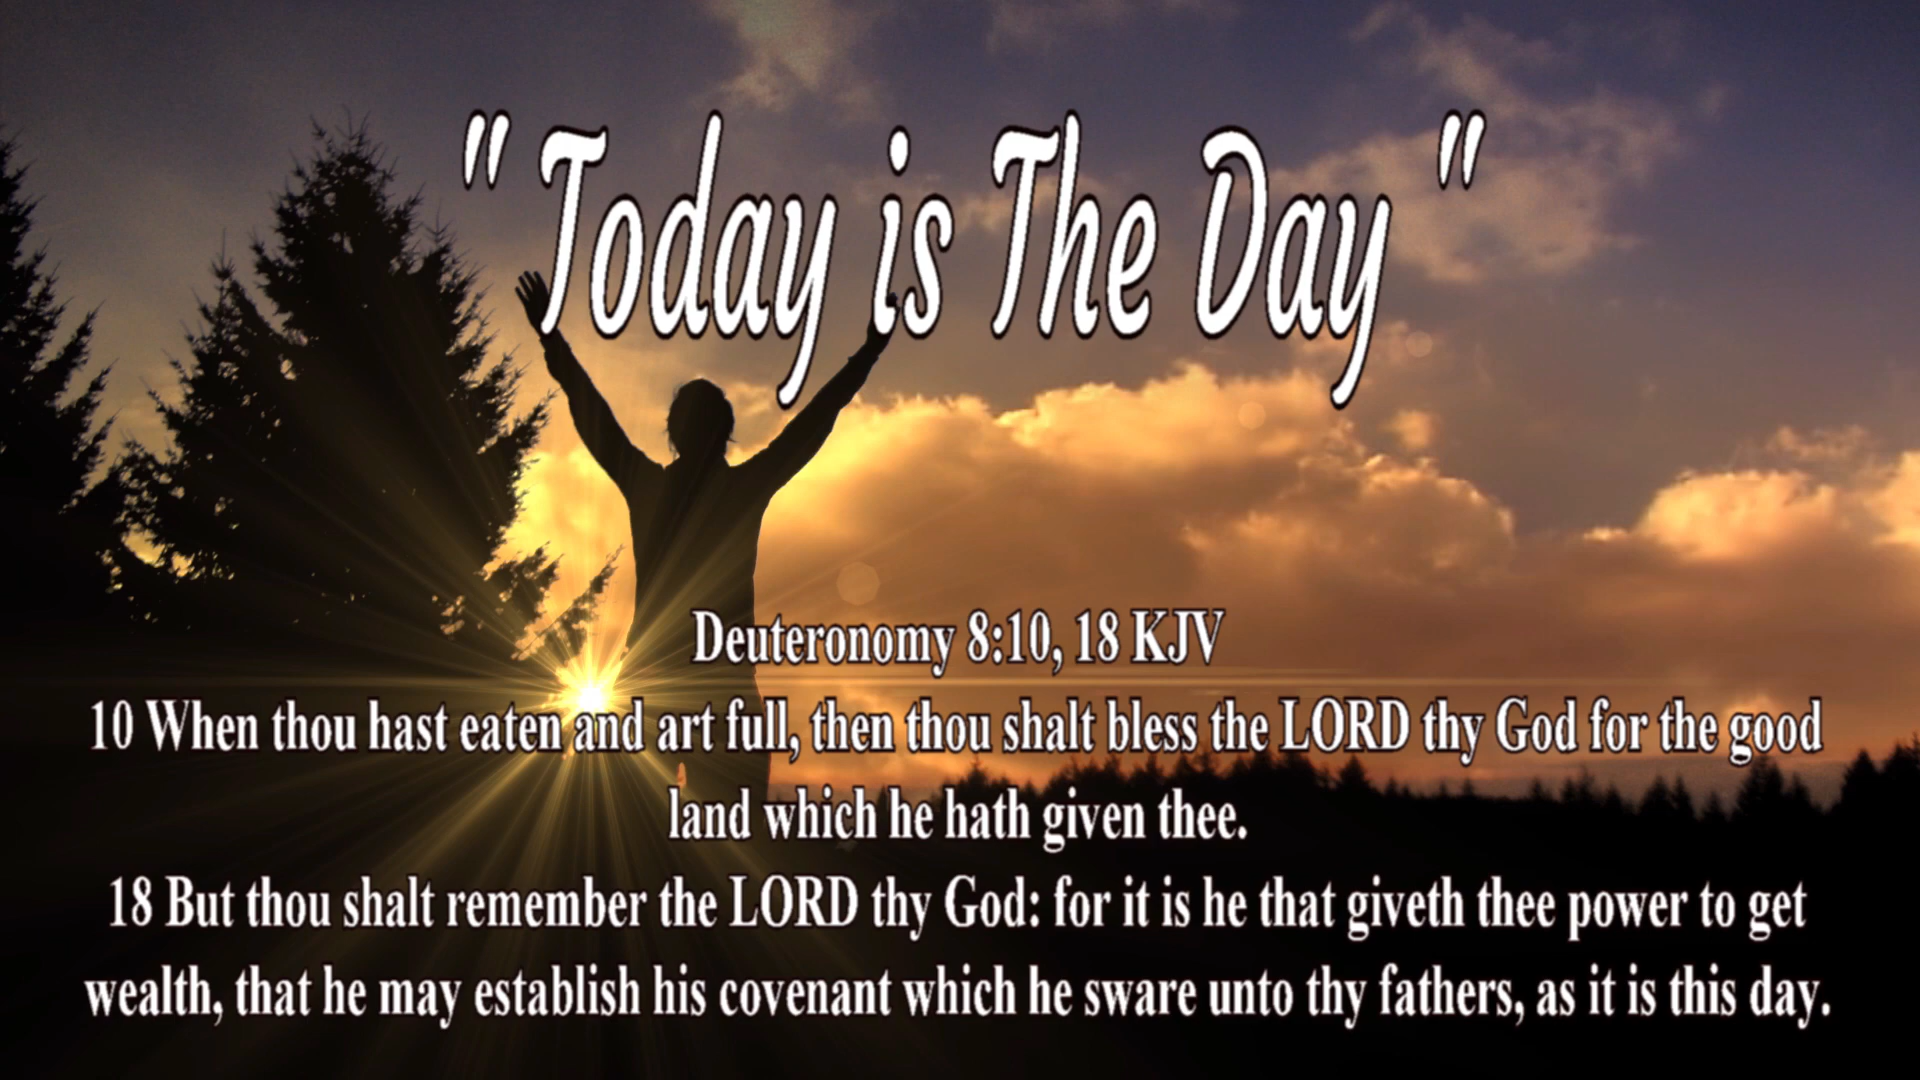 " Today is The Day "
Deuteronomy 8:10, 18 KJV
10 When thou hast eaten and art full, then thou shalt bless the LORD thy God for the good
land which he hath given thee.
18 But thou shalt remember the LORD thy God: for it is he that giveth thee power to get
wealth, that he may establish his covenant which he sware unto thy fathers, as it is this day.